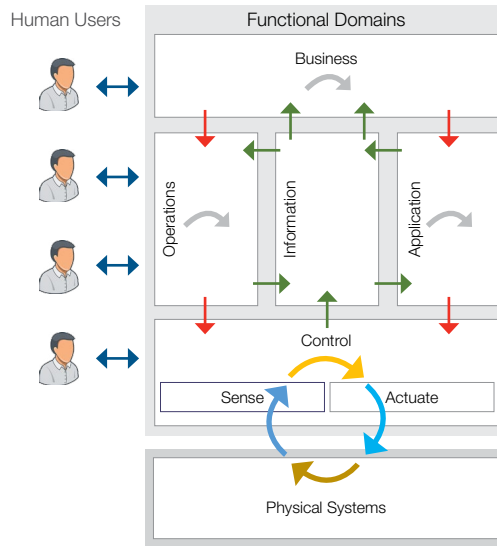 Human Users
Functional Domains
Business
Operations
Information
Application
Control
Sense
Actuate
Physical Systems